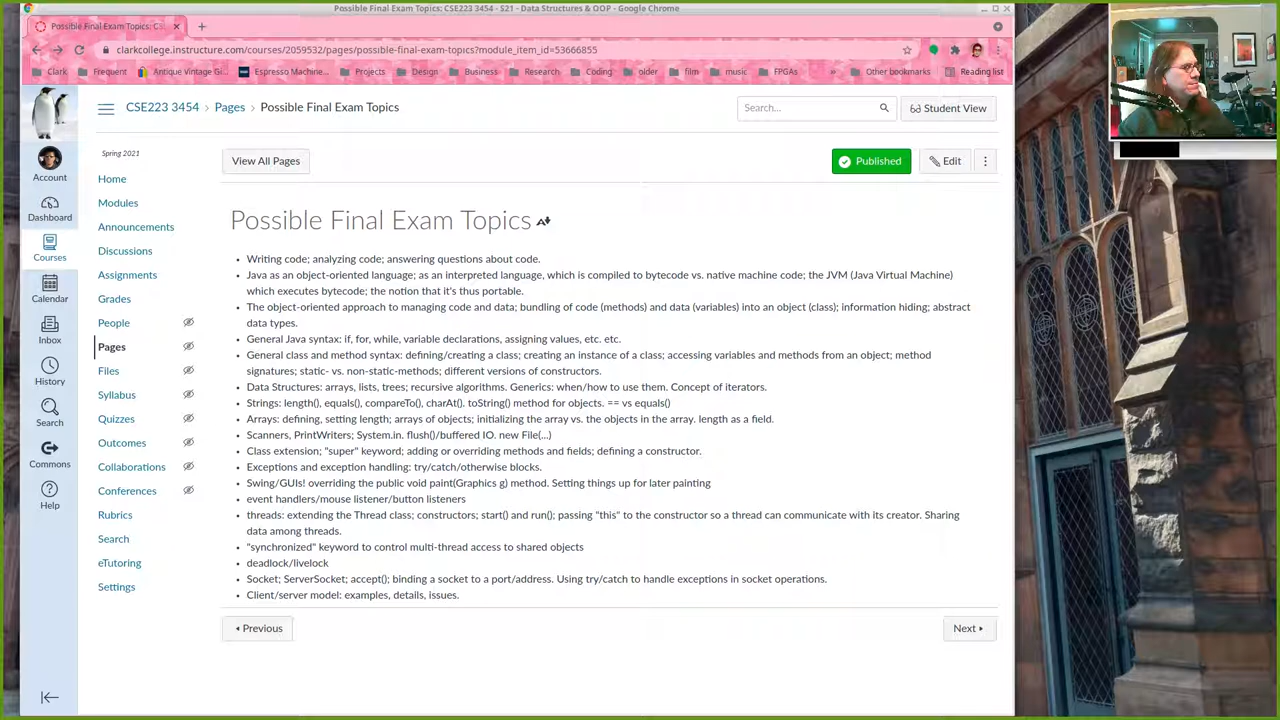 Possible Final Exam Topics: CSE223 3454 - S21 - Data Structures & OOP - Google Chrome
Possible Final Exam Topics: CS
clarkcollege.instructure.com/courses/2059532/pages/possible-final-exam-topics?module_item_id=53666855
Clark Frequent Antique Vintage Gi... Espresso Machine... Projects Design Business Research Coding older film music FPGAs » Other bookmarks Reading list
CSE223 3454 › Pages › Possible Final Exam Topics
Search...
Student View
Spring 2021
View All Pages
Published
Edit
Account
Dashboard
Courses
Calendar
Inbox
History
Search
Commons
Help
Home
Modules
Announcements
Discussions
Assignments
Grades
People
Pages
Files
Syllabus
Quizzes
Outcomes
Collaborations
Conferences
Rubrics
Search
eTutoring
Settings
Possible Final Exam Topics
• Writing code; analyzing code; answering questions about code.
• Java as an object-oriented language; as an interpreted language, which is compiled to bytecode vs. native machine code; the JVM (Java Virtual Machine)
which executes bytecode; the notion that it's thus portable.
• The object-oriented approach to managing code and data; bundling of code (methods) and data (variables) into an object (class); information hiding; abstract
data types.
• General Java syntax: if, for, while, variable declarations, assigning values, etc. etc.
• General class and method syntax: defining/creating a class; creating an instance of a class; accessing variables and methods from an object; method
signatures; static- vs. non-static-methods; different versions of constructors.
• Data Structures: arrays, lists, trees; recursive algorithms. Generics: when/how to use them. Concept of iterators.
• Strings: length(), equals(), compareTo(), charAt(). toString() method for objects. == vs equals()
• Arrays: defining, setting length; arrays of objects; initializing the array vs. the objects in the array. length as a field.
• Scanners, PrintWriters; System.in. flush()/buffered IO. new File(...)
• Class extension; "super" keyword; adding or overriding methods and fields; defining a constructor.
• Exceptions and exception handling: try/catch/otherwise blocks.
• Swing/GUIs! overriding the public void paint(Graphics g) method. Setting things up for later painting
• event handlers/mouse listener/button listeners
• threads: extending the Thread class; constructors; start() and run(); passing "this" to the constructor so a thread can communicate with its creator. Sharing
data among threads.
• "synchronized" keyword to control multi-thread access to shared objects
• deadlock/livelock
• Socket; ServerSocket; accept(); binding a socket to a port/address. Using try/catch to handle exceptions in socket operations.
• Client/server model: examples, details, issues.
Previous
Next